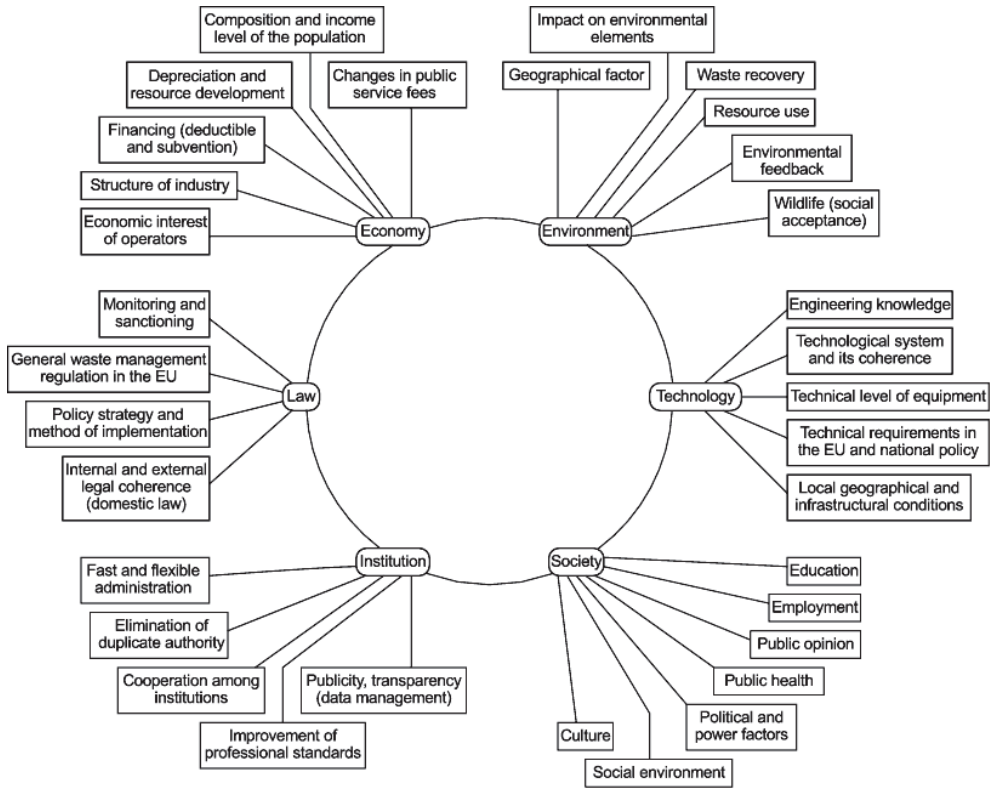 Composition and income
level of the population
Impact on environmental
elements
Depreciation and
resource development
Changes in public
service fees
Geographical factor
Waste recovery
Resource use
Financing (deductible
and subvention)
Environmental
feedback
Structure of industry
Wildlife (social
acceptance)
Economic interest
of operators
Economy
Environment
Monitoring and
sanctioning
Engineering knowledge
General waste management
regulation in the EU
Technological system
and its coherence
Law
Technology
Technical level of equipment
Policy strategy and
method of implementation
Technical requirements in
the EU and national policy
Internal and external
legal coherence
(domestic law)
Local geographical and
infrastructural conditions
Institution
Society
Fast and flexible
administration
Education
Employment
Elimination of
duplicate authority
Public opinion
Cooperation among
institutions
Publicity, transparency
(data management)
Public health
Improvement of
professional standards
Culture
Political and
power factors
Social environment